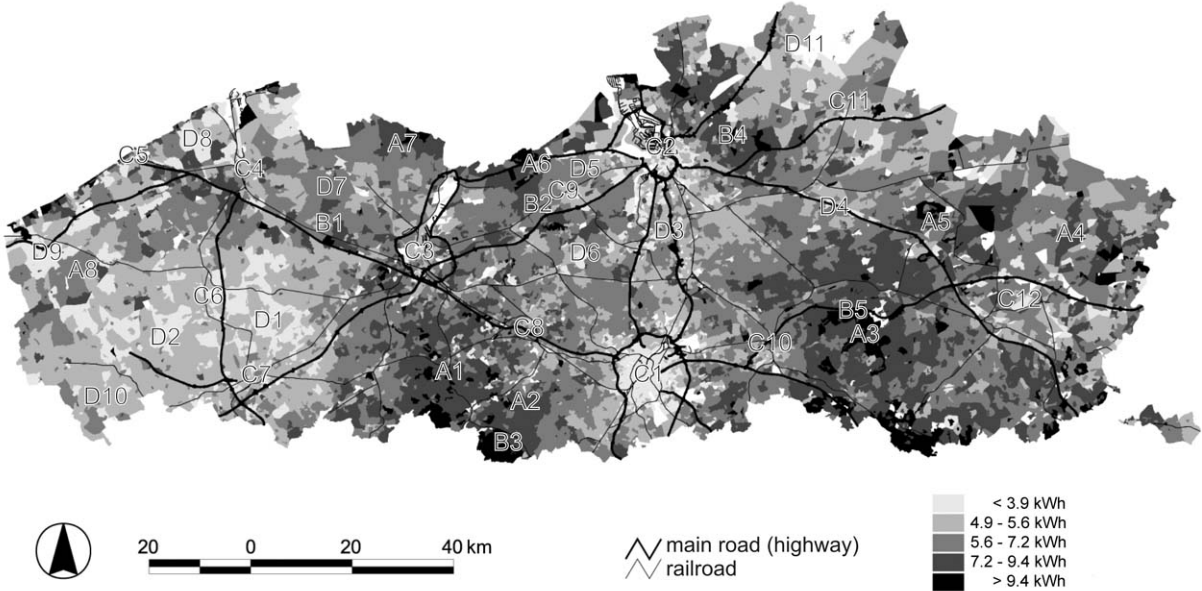 D11
C11
D8
A7
B4
C5
C4
A6
D5
C2
D7
C9
B2
D4
B1
D3
A5
A4
C3
D6
D9
A8
C6
C12
D1
B5
D2
C8
A3
C10
C7
A1
C1
D10
A2
B3
< 3.9 kWh
4.9 - 5.6 kWh
5.6 - 7.2 kWh
7.2 - 9.4 kWh
> 9.4 kWh
20 0 20 40 km
main road (highway)
railroad